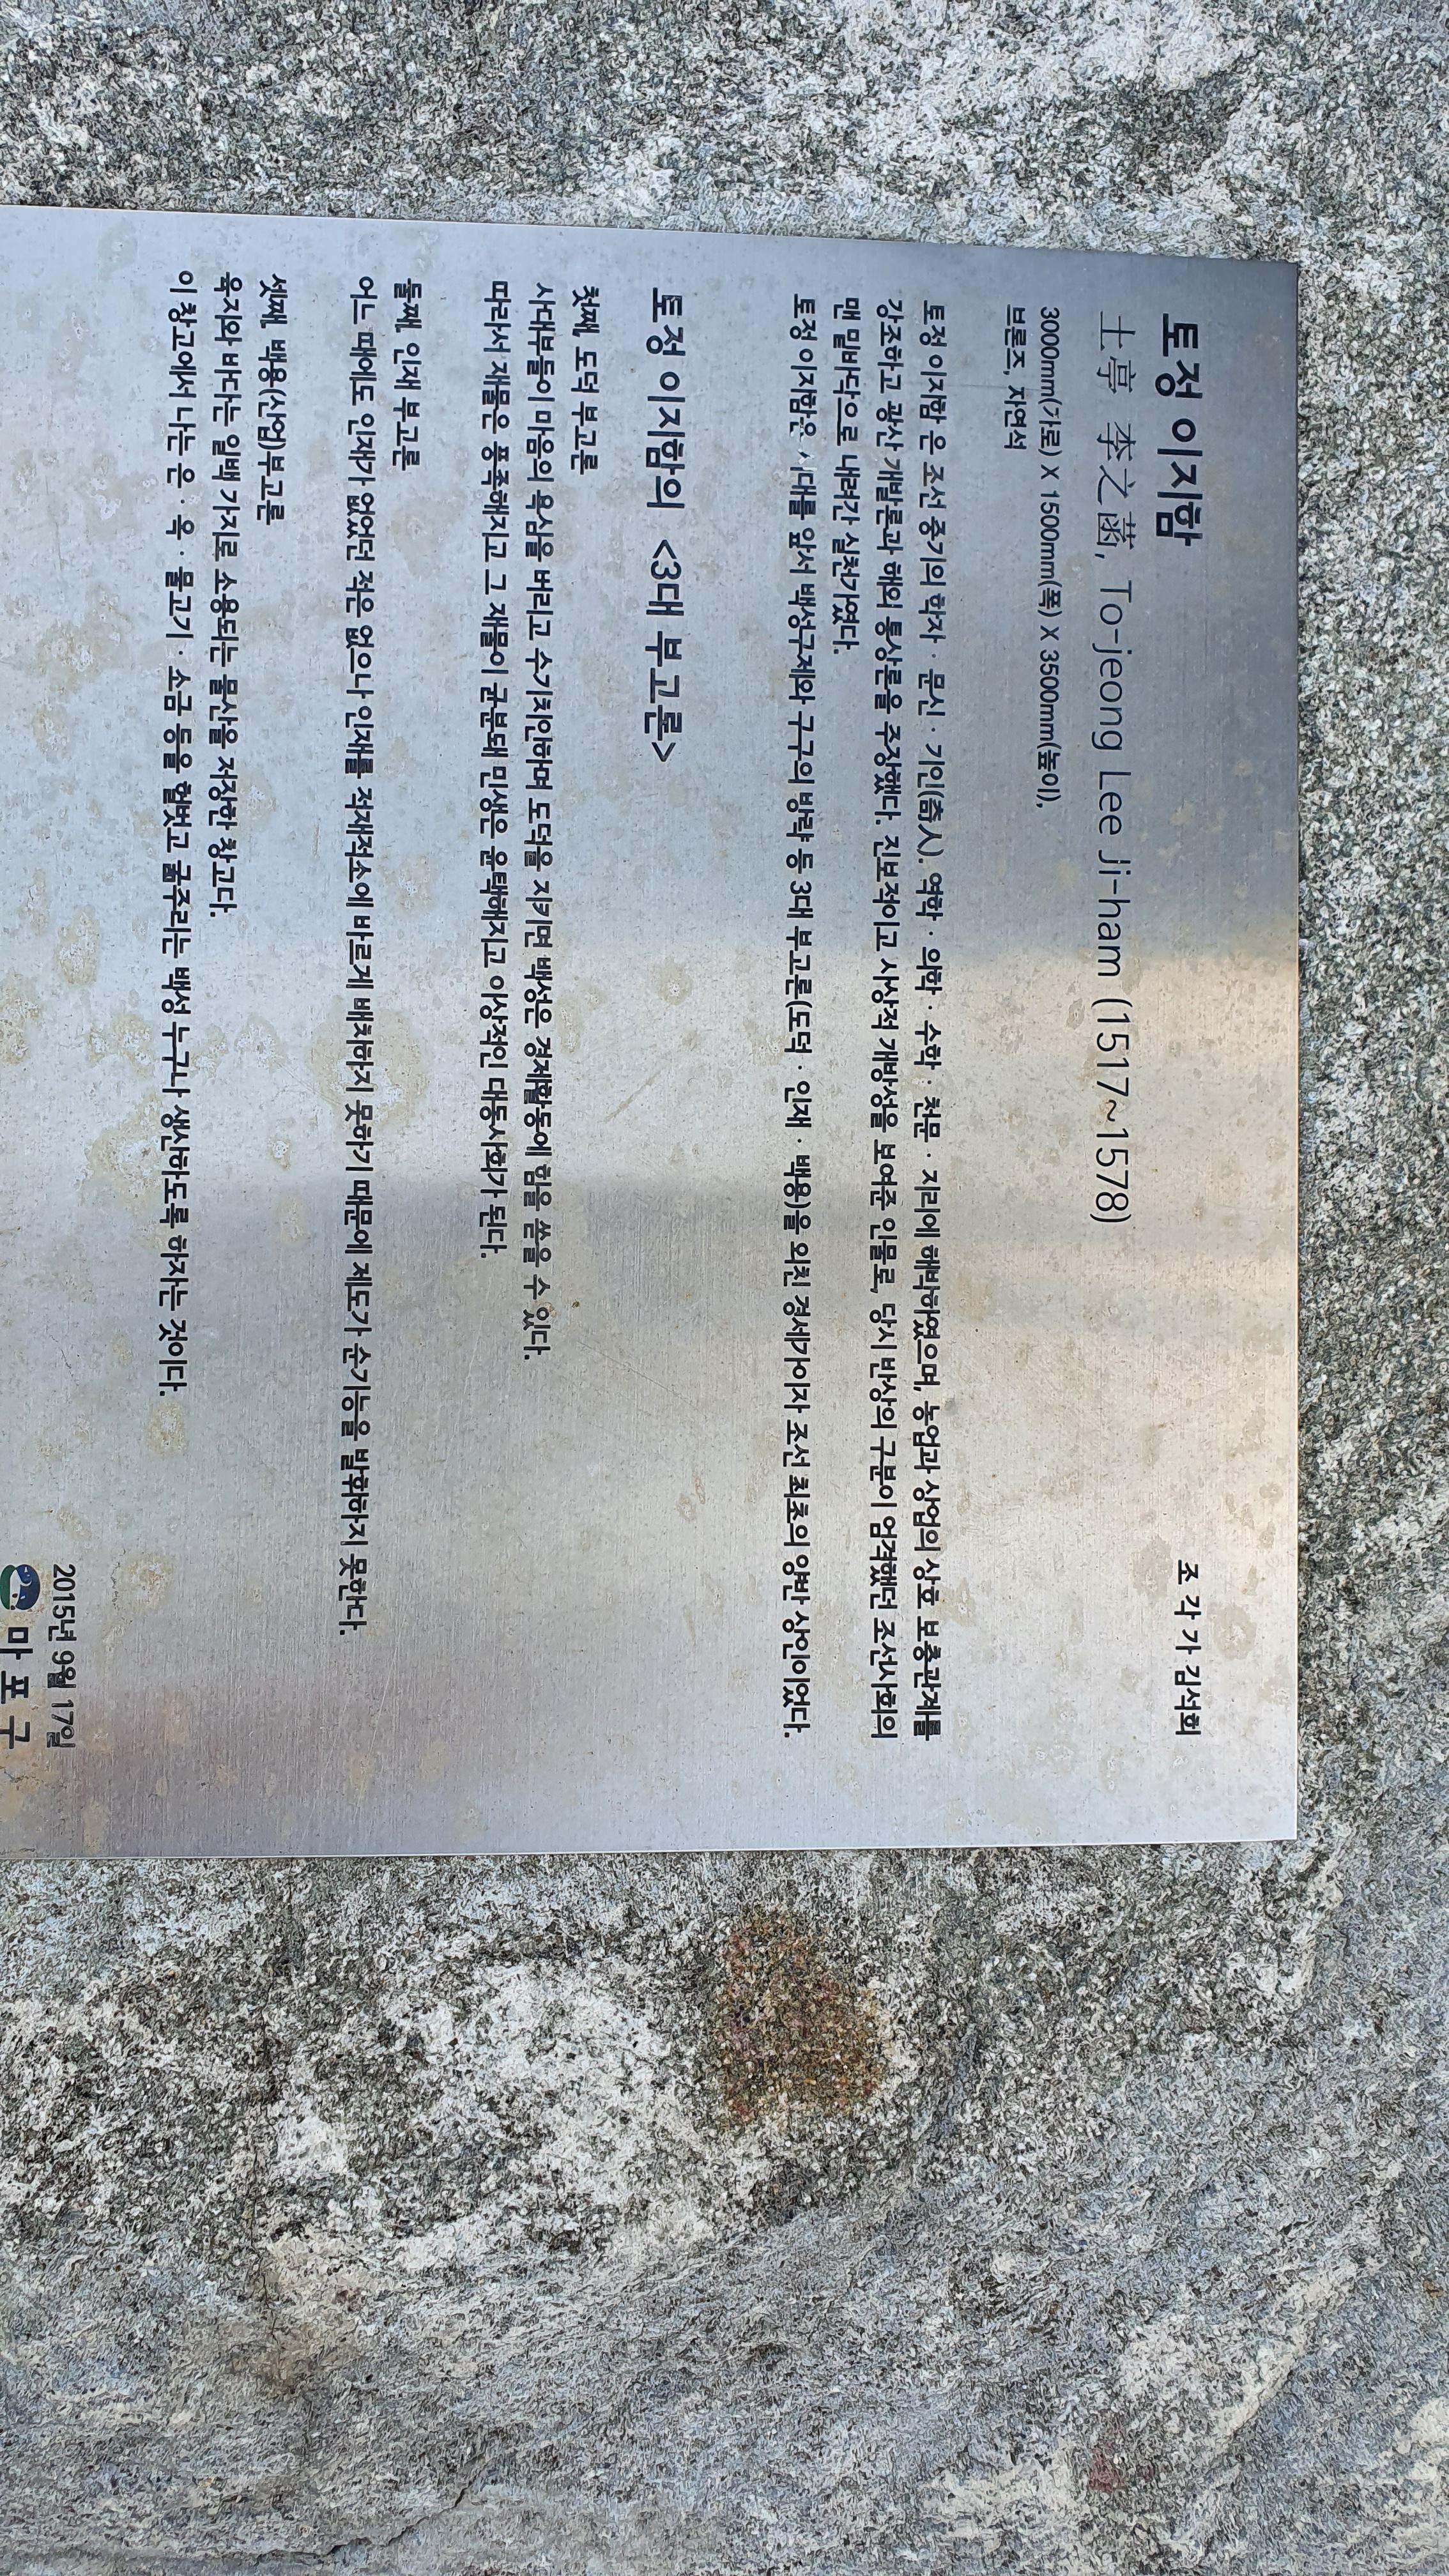 토정 이지함
조 각 가 김석회
土亭 李之菡, To-jeong Lee ji-ham (1517~1578)
3000mm(가로) X 1500mm(폭) X 3500mm(높이),
브론즈, 자연석
토정 이지함 은 조선 중기의 학자 · 문신 · 기인(奇人). 역학 · 의학 · 수학 · 천문 · 지리에 해박하였으며, 농업과 상업의 상호 보충관계를
강조하고 광산 개발론과 해외 통상론을 주장했다. 진보적이고 사상적 개방성을 보여준 인물로, 당시 반상의 구분이 엄격했던 조선사회의
맨 밑바닥으로 내려간 실천가였다.
토정 이지함은 시대를 앞서 백성구제와 구국의 방략 등 3대 부고론(도덕 · 인재 · 백용)을 외친 경세가이자 조선 최초의 양반 상인이었다.
토정 이지함의 <3대 부고론>
첫째, 도덕 부고론
사대부들이 마음의 욕심을 버리고 수기치인하며 도덕을 지키면 백성은 경제활동에 힘을 쏟을 수 있다.
따라서 재물은 풍족해지고 그 재물이 균분돼 민생은 윤택해지고 이상적인 대동사회가 된다.
둘째, 인재 부고론
어느 때에도 인재가 없었던 적은 없으나 인재를 적재적소에 바르게 배치하지 못하기 때문에 제도가 순기능을 발휘하지 못한다.
셋째, 백용(산업)부고론
육지와 바다는 일백 가지로 소용되는 물산을 저장한 창고다.
이 창고에서 나는 은 · 옥 · 물고기 · 소금 등을 헐벗고 굶주리는 백성 누구나 생산하도록 하자는 것이다.
2015년 9월 17일
마 포 구